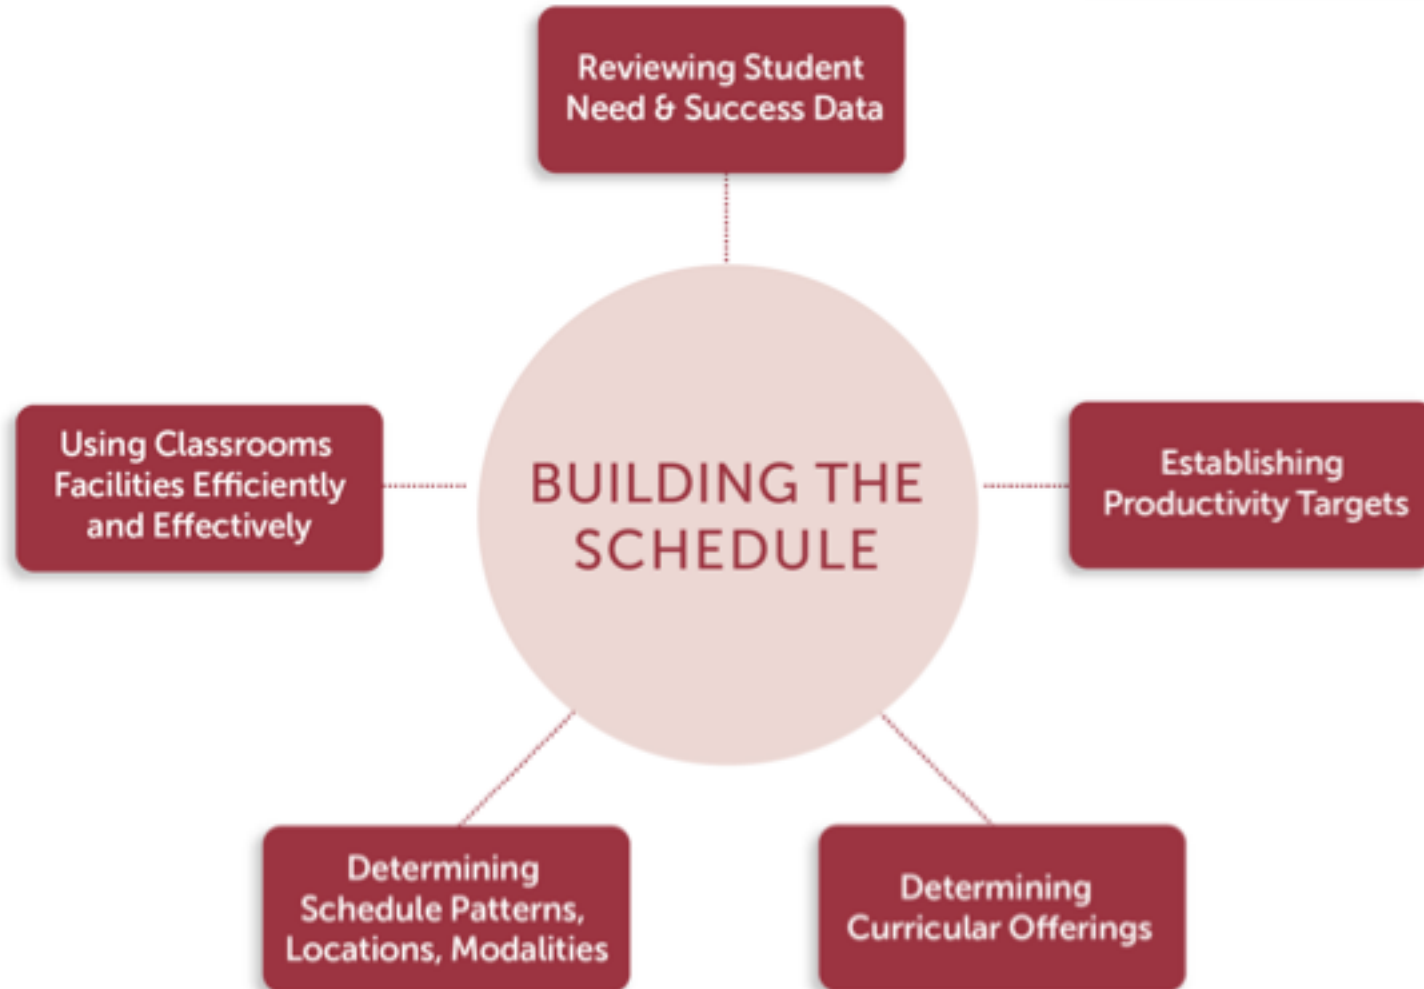 Reviewing Student
Need & Success Data
Using Classrooms
Facilities Efficiently
and Effectively
BUILDING THE
SCHEDULE
Establishing
Productivity Targets
Determining
Schedule Patterns,
Locations, Modalities
Determining
Curricular Offerings